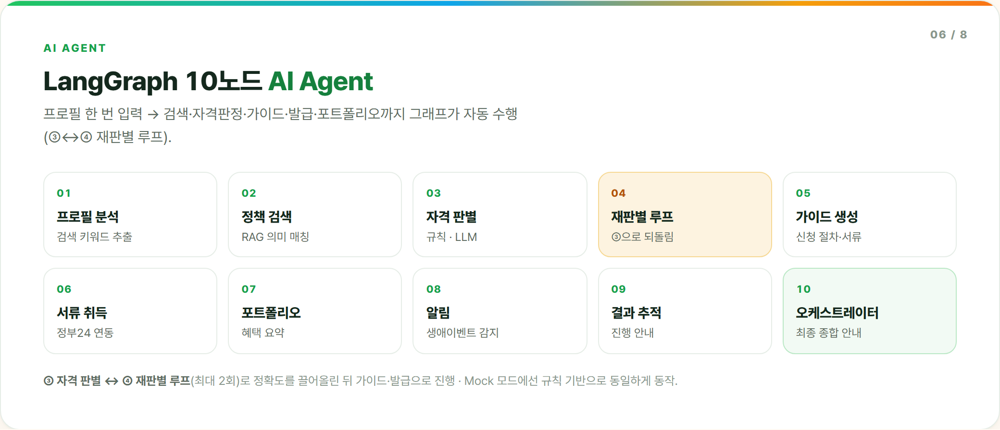 06 / 8
AI AGENT
LangGraph 10노드 AI Agent
프로필 한 번 입력 → 검색·자격판정·가이드·발급·포트폴리오까지 그래프가 자동 수행
(③↔④ 재판별 루프).
01
프로필 분석
검색 키워드 추출
02
정책 검색
RAG 의미 매칭
03
자격 판별
규칙 · LLM
04
재판별 루프
③으로 되돌림
05
가이드 생성
신청 절차·서류
06
서류 취득
정부24 연동
07
포트폴리오
혜택 요약
08
알림
생애이벤트 감지
09
결과 추적
진행 안내
10
오케스트레이터
최종 종합 안내
③ 자격 판별 ↔ ④ 재판별 루프(최대 2회)로 정확도를 끌어올린 뒤 가이드·발급으로 진행 · Mock 모드에선 규칙 기반으로 동일하게 동작.